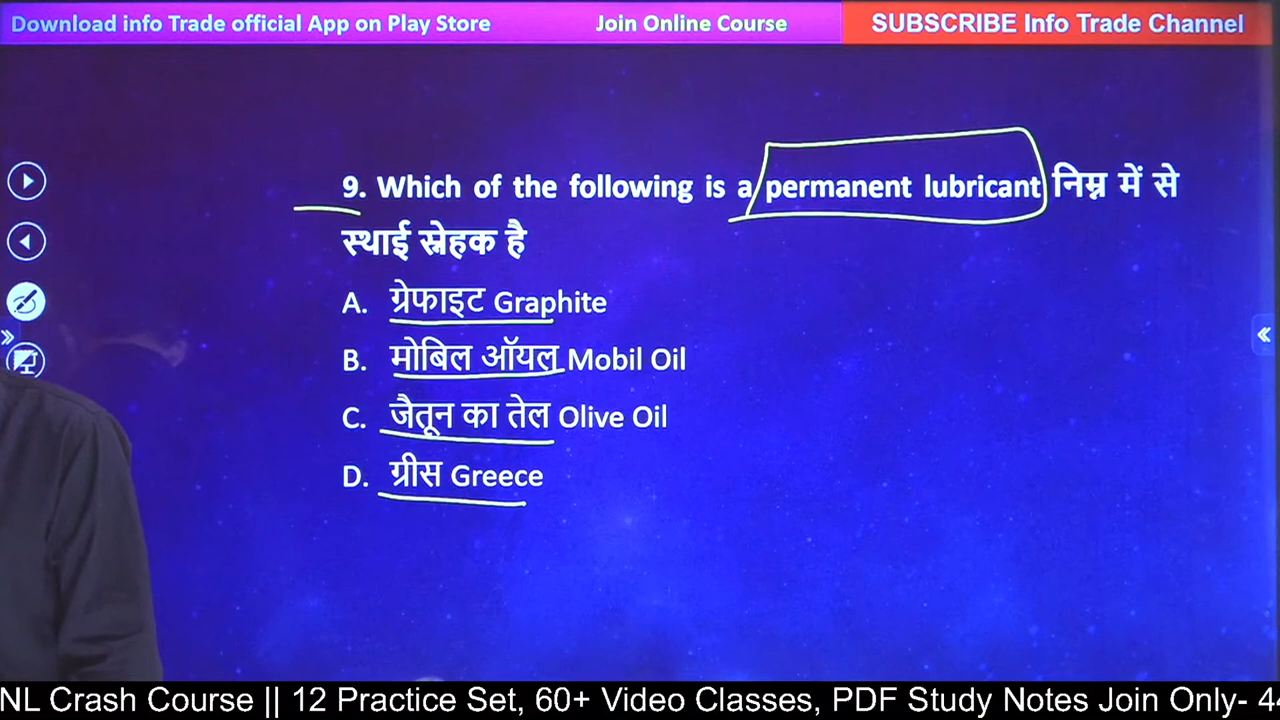 Download info Trade official App on Play Store
Join Online Course
SUBSCRIBE Info Trade Channel
9. Which of the following is a permanent lubricant निम्न में से
स्थाई स्नेहक है
A. ग्रेफाइट Graphite
B. मोबिल ऑयल Mobil Oil
C. जैतून का तेल Olive Oil
D. ग्रीस Greece
NL Crash Course || 12 Practice Set, 60+ Video Classes, PDF Study Notes Join Only- 4